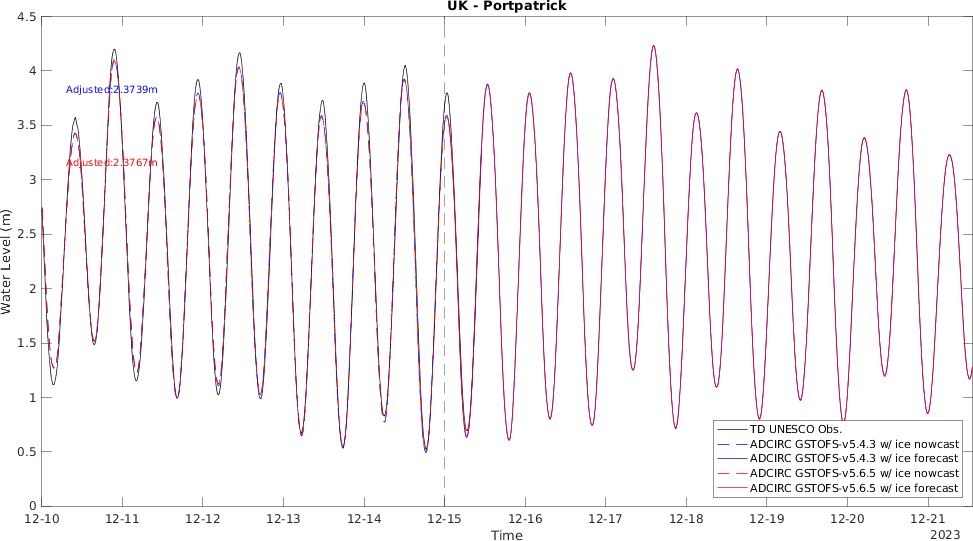 UK - Portpatrick
4.5
4
3.5
3
2.5
2
1.5
1
0.5
0
Water Level (m)
Adjusted:2.3739m
Adjusted:2.3767m
TD UNESCO Obs.
ADCIRC GSTOFS-v5.4.3 w/ ice nowcast
ADCIRC GSTOFS-v5.4.3 w/ ice forecast
ADCIRC GSTOFS-v5.6.5 w/ ice nowcast
ADCIRC GSTOFS-v5.6.5 w/ ice forecast
12-10 12-11 12-12 12-13 12-14 12-15 12-16 12-17 12-18 12-19 12-20 12-21
Time
2023